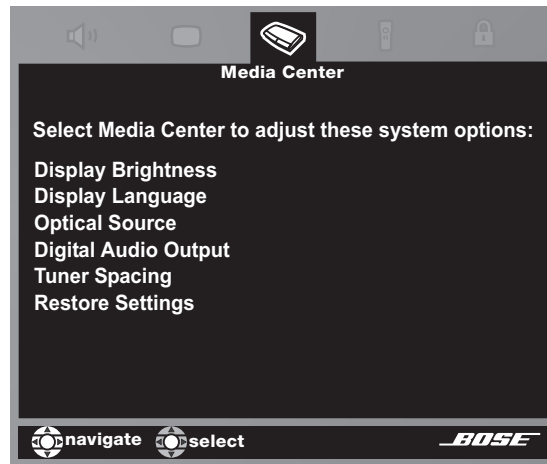 Media Center
Select Media Center to adjust these system options:
Display Brightness
Display Language
Optical Source
Digital Audio Output
Tuner Spacing
Restore Settings
navigate select BOSE